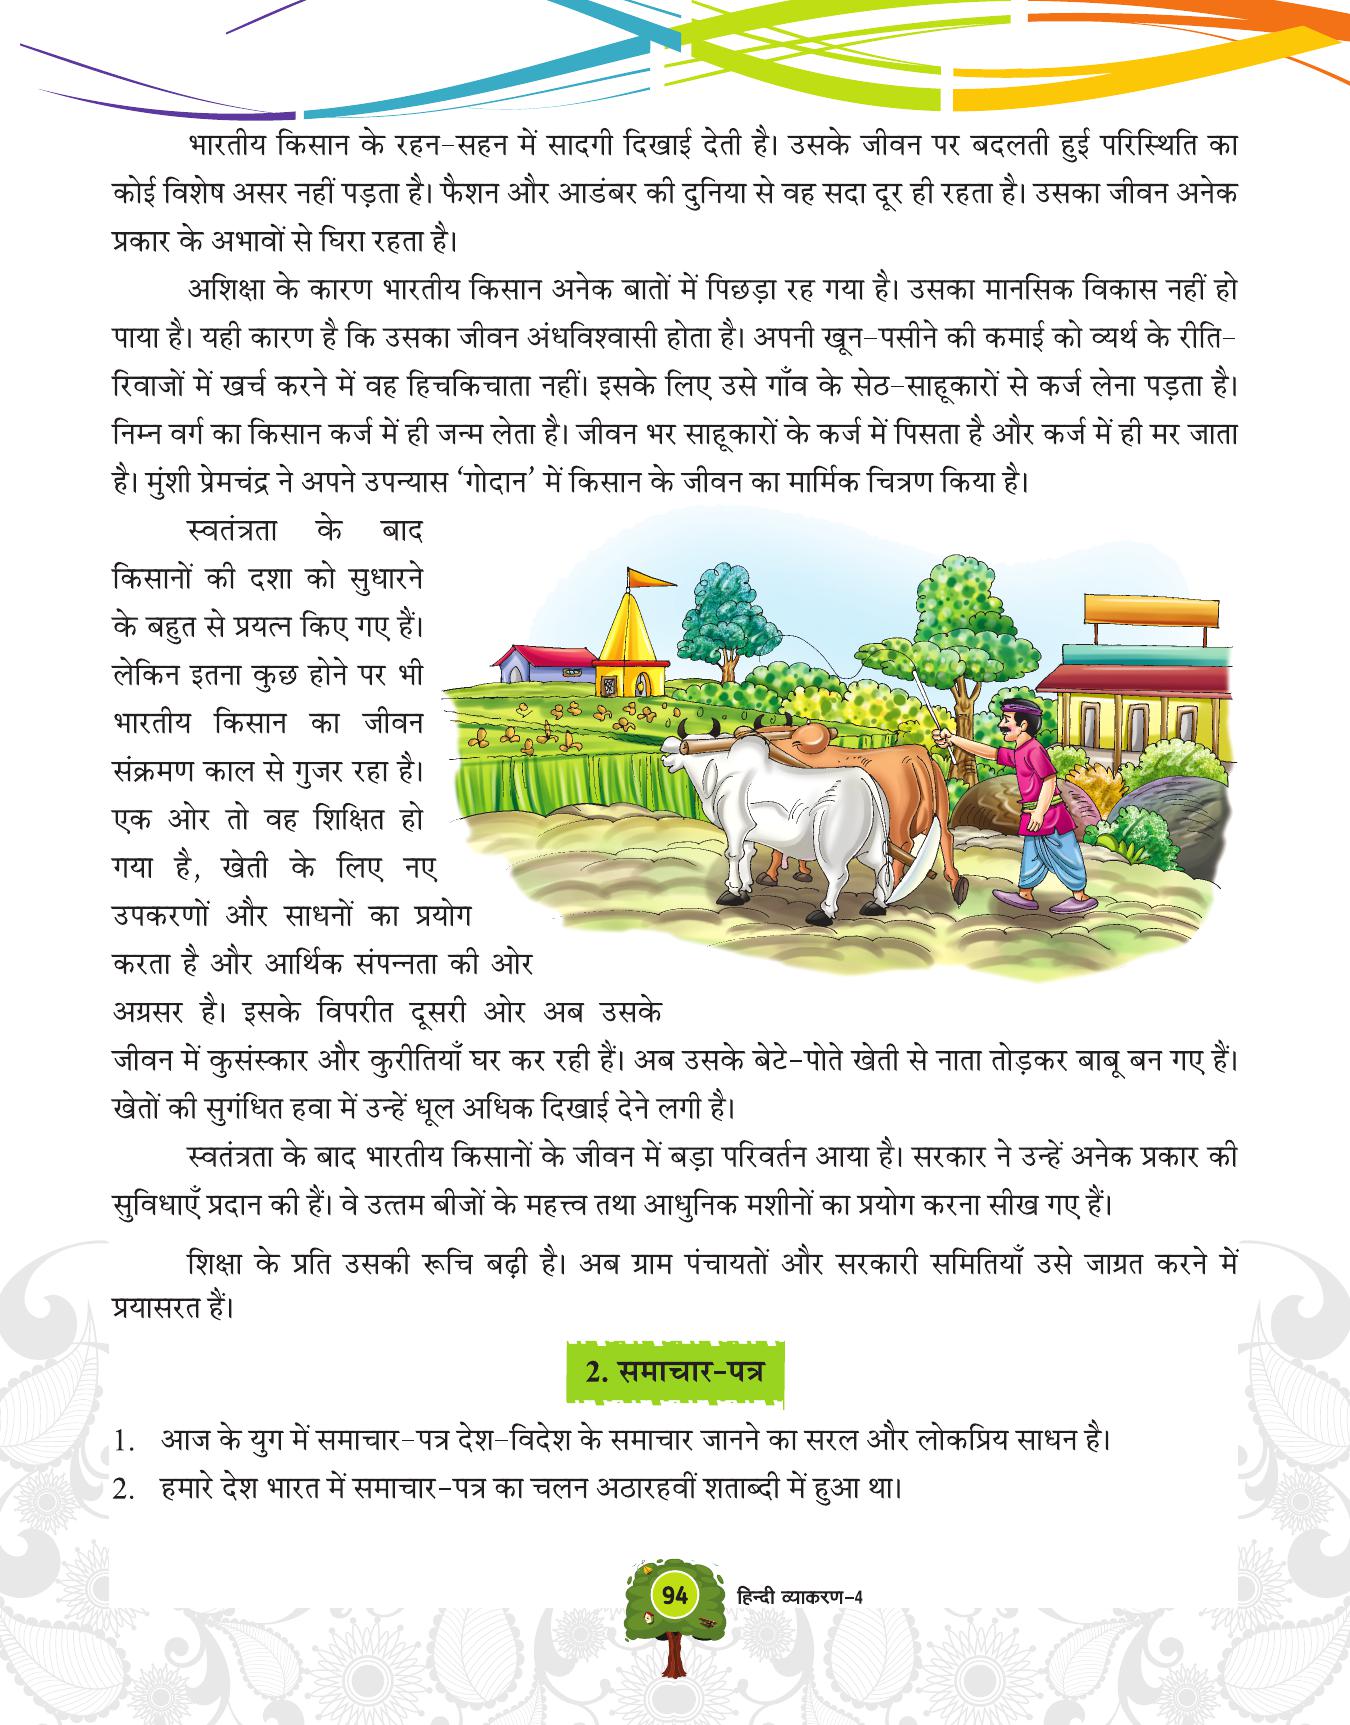 भारतीय किसान के रहन-सहन में सादगी दिखाई देती है। उसके जीवन पर बदलती हुई परिस्थिति का
कोई विशेष असर नहीं पड़ता है। फैशन और आडंबर की दुनिया से वह सदा दूर ही रहता है। उसका जीवन अनेक
प्रकार के अभावों से घिरा रहता है।
अशिक्षा के कारण भारतीय किसान अनेक बातों में पिछड़ा रह गया है। उसका मानसिक विकास नहीं हो
पाया है। यही कारण है कि उसका जीवन अंधविश्वासी होता है। अपनी खून-पसीने की कमाई को व्यर्थ के रीति-
रिवाजों में खर्च करने में वह हिचकिचाता नहीं। इसके लिए उसे गाँव के सेठ-साहूकारों से कर्ज लेना पड़ता है।
निम्न वर्ग का किसान कर्ज में ही जन्म लेता है। जीवन भर साहूकारों के कर्ज में पिसता है और कर्ज में ही मर जाता
है। मुंशी प्रेमचंद्र ने अपने उपन्यास ‘गोदान’ में किसान के जीवन का मार्मिक चित्रण किया है।
स्वतंत्रता के बाद
किसानों की दशा को सुधारने
के बहुत से प्रयत्न किए गए हैं।
लेकिन इतना कुछ होने पर भी
भारतीय किसान का जीवन
संक्रमण काल से गुजर रहा है।
एक ओर तो वह शिक्षित हो
गया है, खेती के लिए नए
उपकरणों और साधनों का प्रयोग
करता है और आर्थिक संपन्नता की ओर
अग्रसर है। इसके विपरीत दूसरी ओर अब उसके
जीवन में कुसंस्कार और कुरीतियाँ घर कर रही हैं। अब उसके बेटे-पोते खेती से नाता तोड़कर बाबू बन गए हैं।
खेतों की सुगंधित हवा में उन्हें धूल अधिक दिखाई देने लगी है।
स्वतंत्रता के बाद भारतीय किसानों के जीवन में बड़ा परिवर्तन आया है। सरकार ने उन्हें अनेक प्रकार की
सुविधाएँ प्रदान की हैं। वे उत्तम बीजों के महत्त्व तथा आधुनिक मशीनों का प्रयोग करना सीख गए हैं।
शिक्षा के प्रति उसकी रूचि बढ़ी है। अब ग्राम पंचायतों और सरकारी समितियाँ उसे जाग्रत करने में
प्रयासरत हैं।
2. समाचार-पत्र
1. आज के युग में समाचार-पत्र देश-विदेश के समाचार जानने का सरल और लोकप्रिय साधन है।
2. हमारे देश भारत में समाचार-पत्र का चलन अठारहवीं शताब्दी में हुआ था।
94 हिन्दी व्याकरण-4